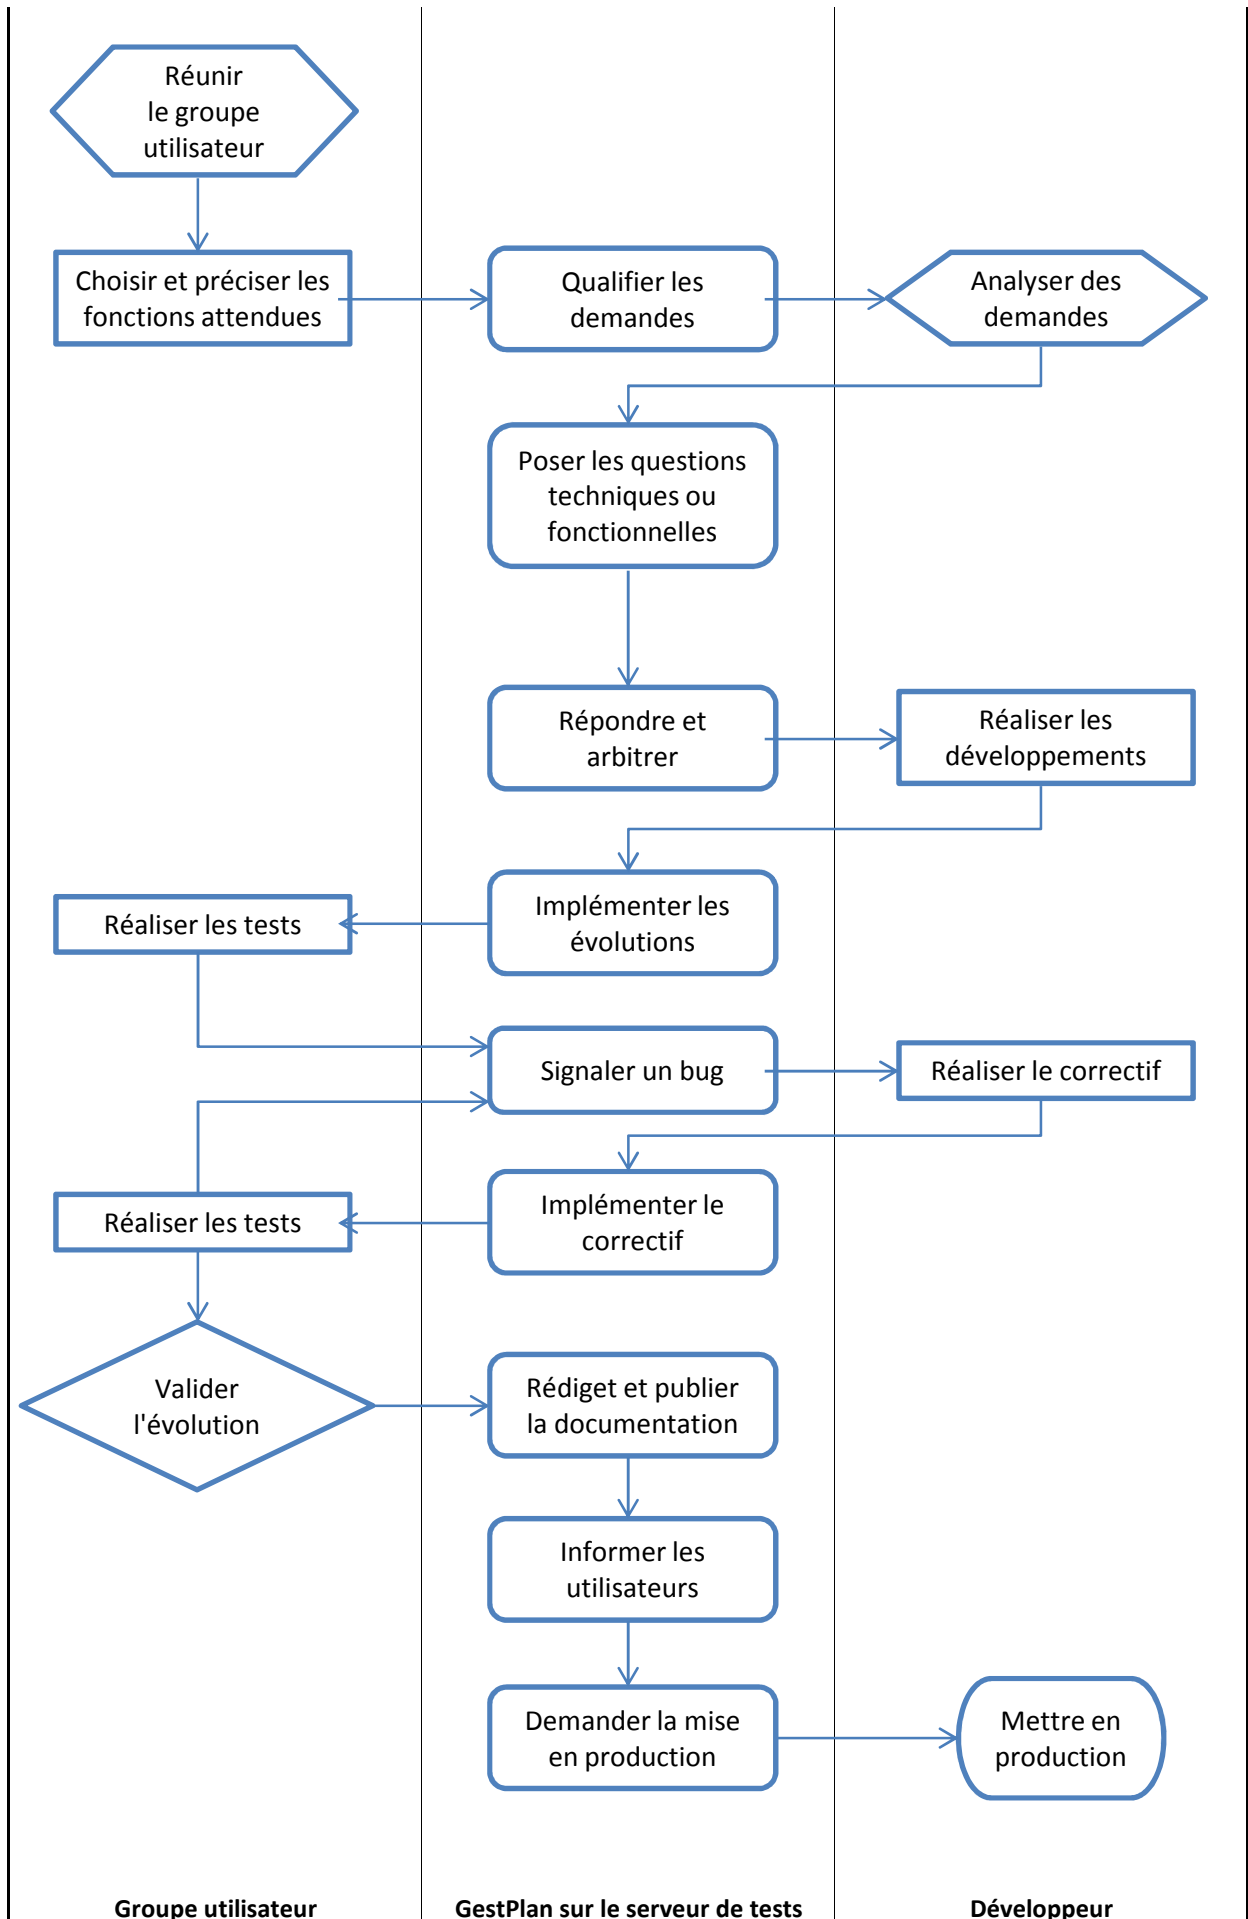 Réunir
le groupe
utilisateur
Choisir et préciser les
fonctions attendues
Qualifier les
demandes
Analyser des
demandes
Poser les questions
techniques ou
fonctionnelles
Répondre et
arbitrer
Réaliser les
développements
Implémenter les
évolutions
Réaliser les tests
Signaler un bug
Réaliser le correctif
Implémenter le
correctif
Réaliser les tests
Valider
l'évolution
Rédiget et publier
la documentation
Informer les
utilisateurs
Demander la mise
en production
Mettre en
production
Groupe utilisateur
GestPlan sur le serveur de tests
Développeur